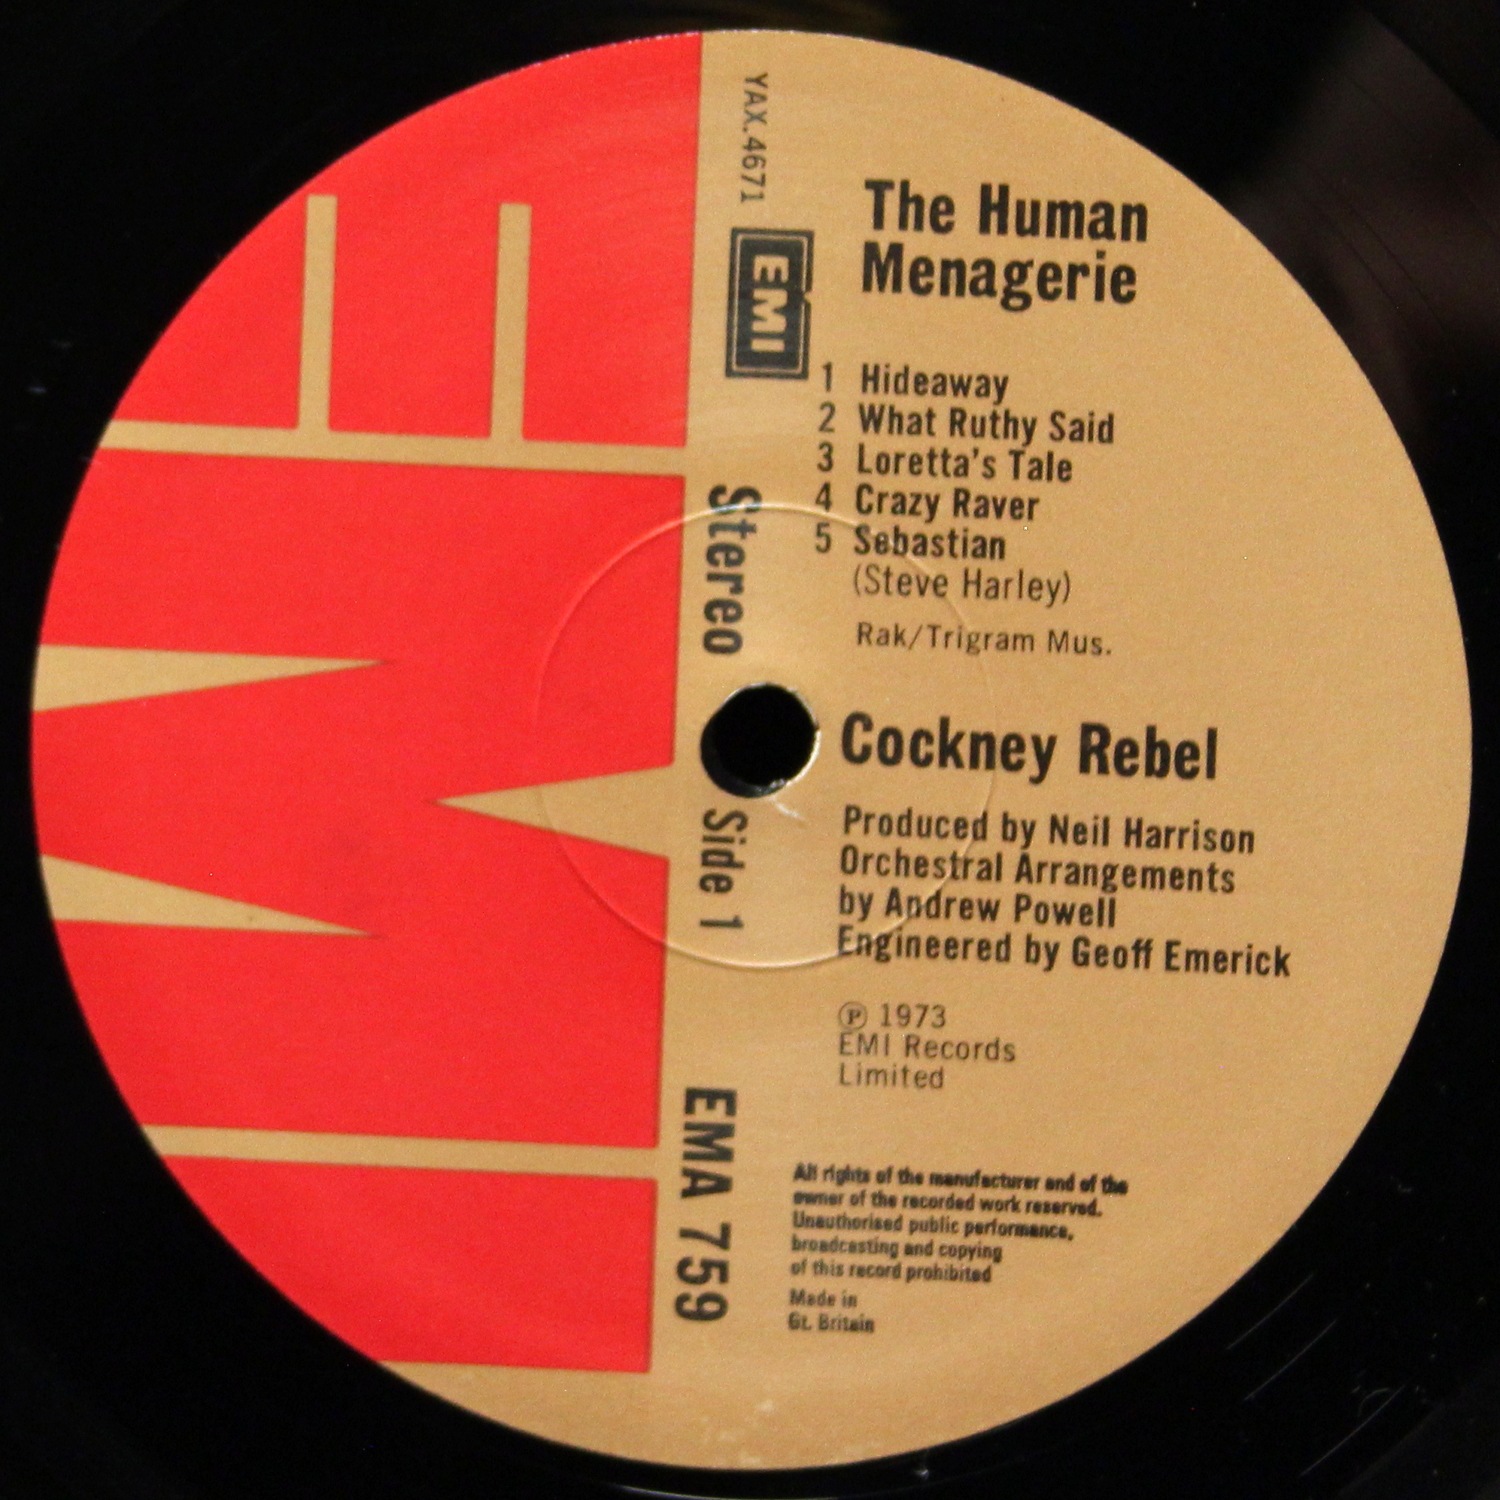 YAX.4671
EMI
The Human
Menagerie
1 Hideaway
2 What Ruthy Said
3 Loretta's Tale
4 Crazy Raver
5 Sebastian
(Steve Harley)
Rak/Trigram Mus.
Stereo
Side 1
Cockney Rebel
Produced by Neil Harrison
Orchestral Arrangements
by Andrew Powell
Engineered by Geoff Emerick
℗ 1973
EMI Records
Limited
EMA 759
All rights of the manufacturer and of the
owner of the recorded work reserved.
Unauthorised public performance,
broadcasting and copying
of this record prohibited
Made in
Gt. Britain
EMI